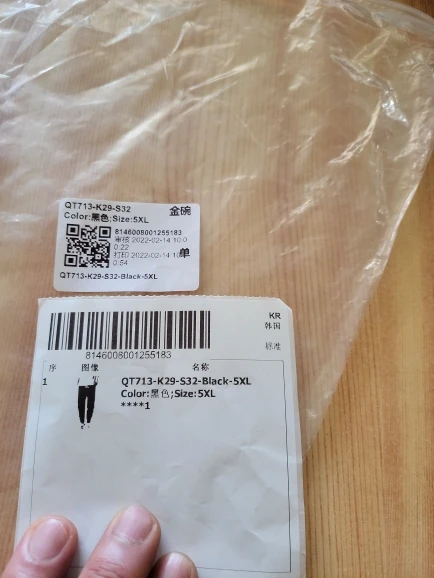 QT713-K29-S32
金碗
Color:黑色;Size:5XL
8146008001255183
审核 2022-02-14 10:0
0:22
打印 2022-02-14 10:
单
0:54
QT713-K29-S32-Black-5XL
KR
韩国
8146008001255183
标准
序 图像 名称
1 QT713-K29-S32-Black-5XL
Color:黑色;Size:5XL
****1